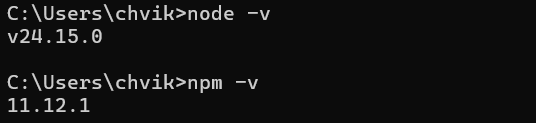 C:\Users\chvik>node -v
v24.15.0
C:\Users\chvik>npm -v
11.12.1